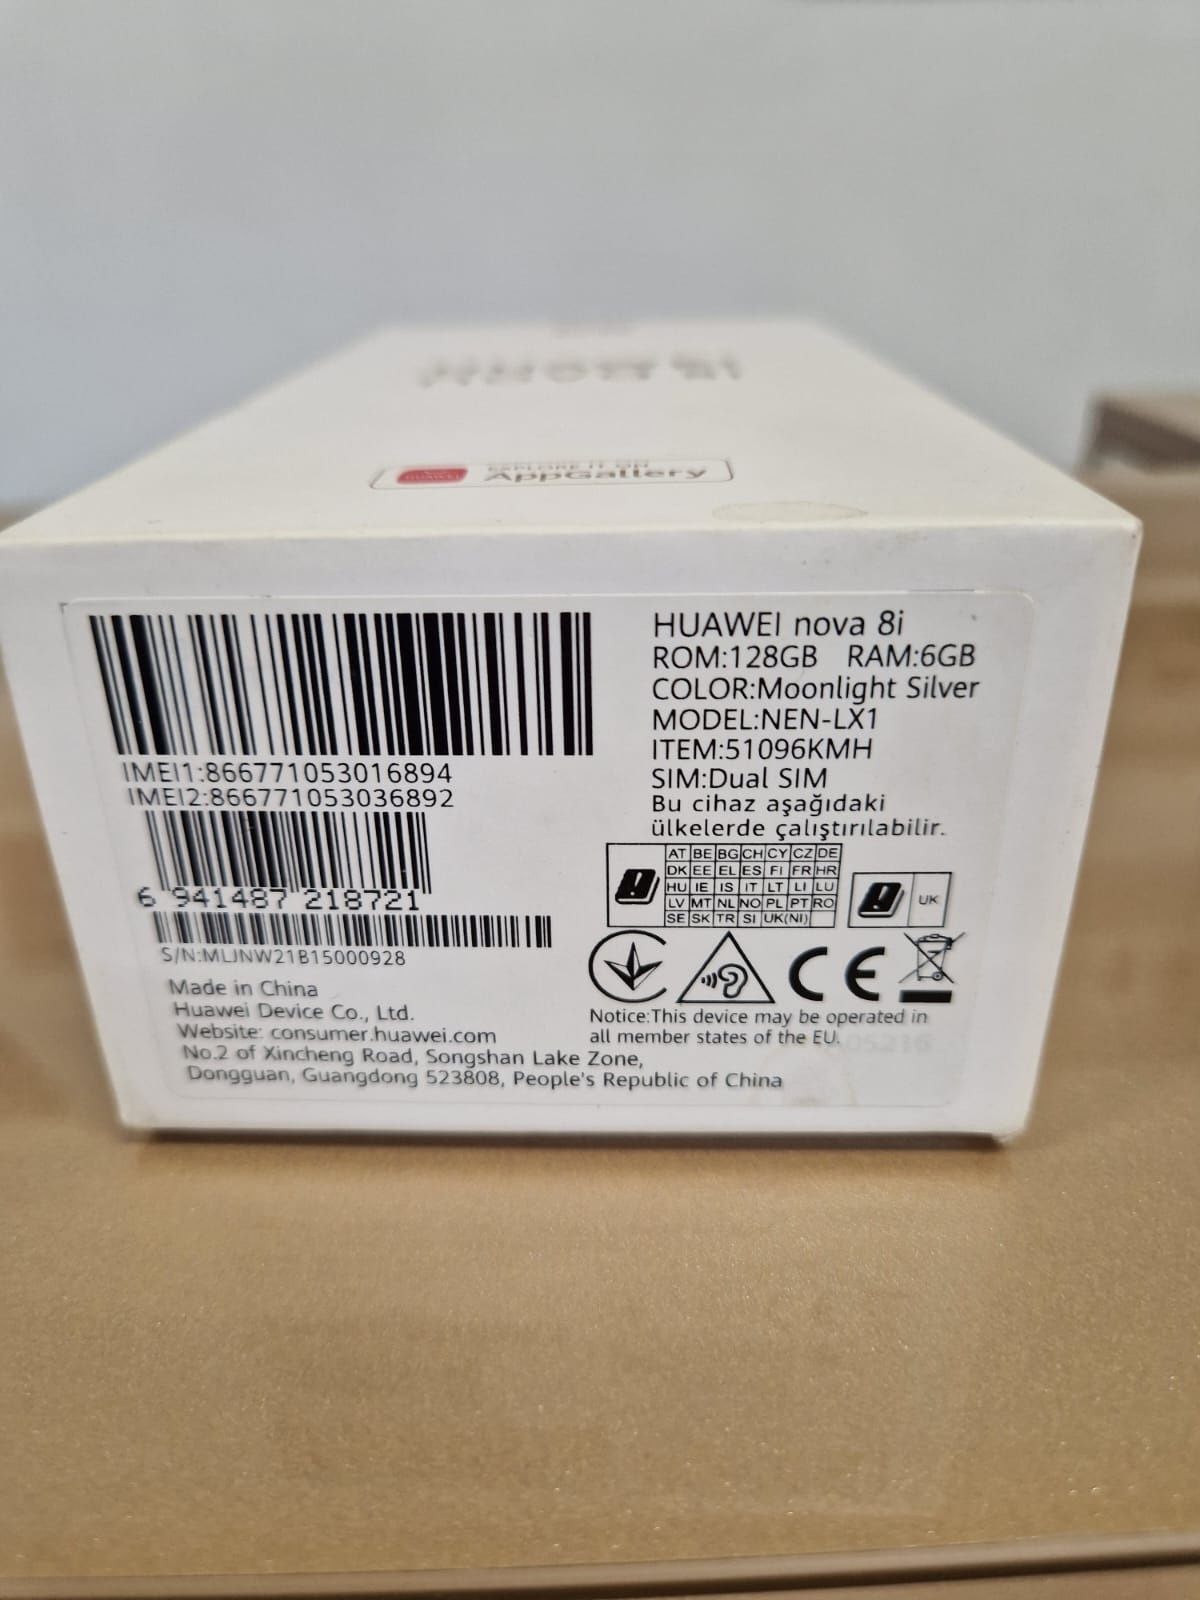 nova 8i
EXPLORE IT ON
AppGallery
HUAWEI nova 8i
ROM:128GB RAM:6GB
COLOR:Moonlight Silver
MODEL:NEN-LX1
ITEM:51096KMH
SIM:Dual SIM
Bu cihaz aşağıdaki
ülkelerde çalıştırılabilir.
AT BE BG CH CY CZ DE
DK EE EL ES FI FR HR
HU IE IS IT LT LI LU
LV MT NL NO PL PT RO
SE SK TR SI UK(NI)
UK
CE
Notice:This device may be operated in
all member states of the EU.
IMEI1:866771053016894
IMEI2:866771053036892
6 941487 218721
S/N:MLJNW21B15000928
Made in China
Huawei Device Co., Ltd.
Website: consumer.huawei.com
No.2 of Xincheng Road, Songshan Lake Zone,
Dongguan, Guangdong 523808, People's Republic of China